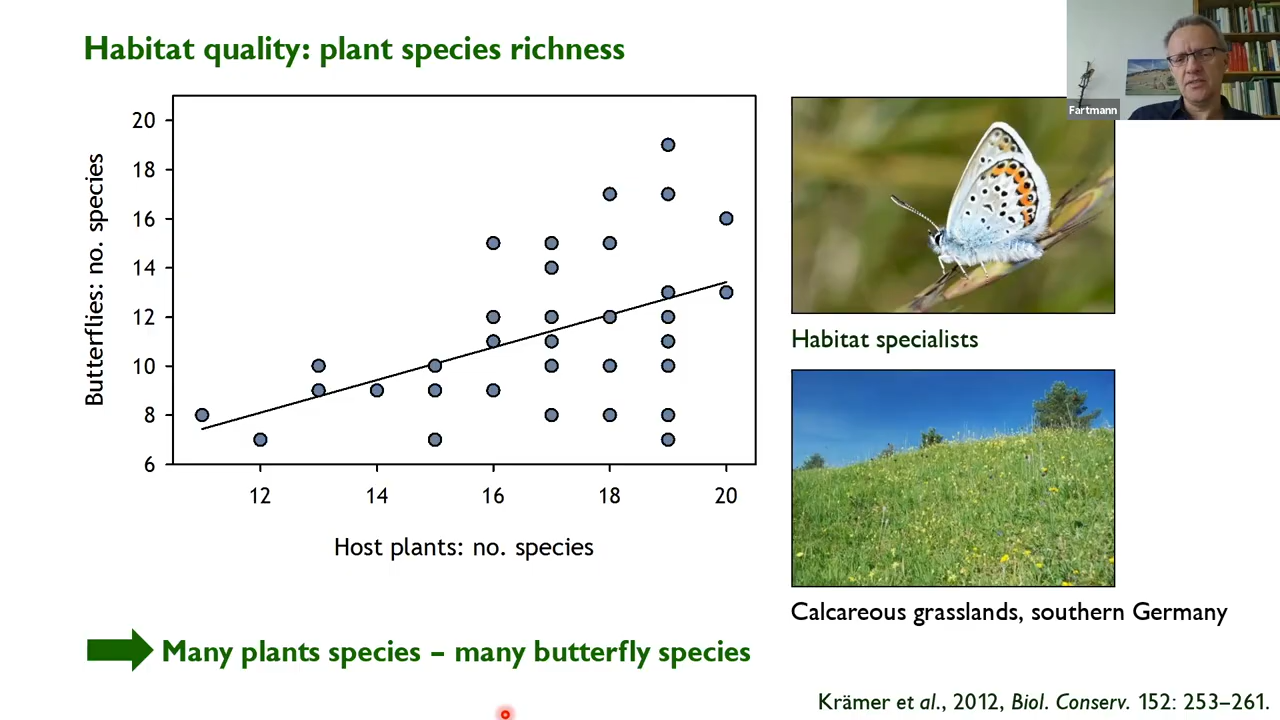 Habitat quality: plant species richness
Fartmann
20
18
16
14
12
10
8
6
Butterflies: no. species
12
14
16
18
20
Host plants: no. species
Habitat specialists
Calcareous grasslands, southern Germany
Many plants species – many butterfly species
Krämer et al., 2012, Biol. Conserv. 152: 253–261.